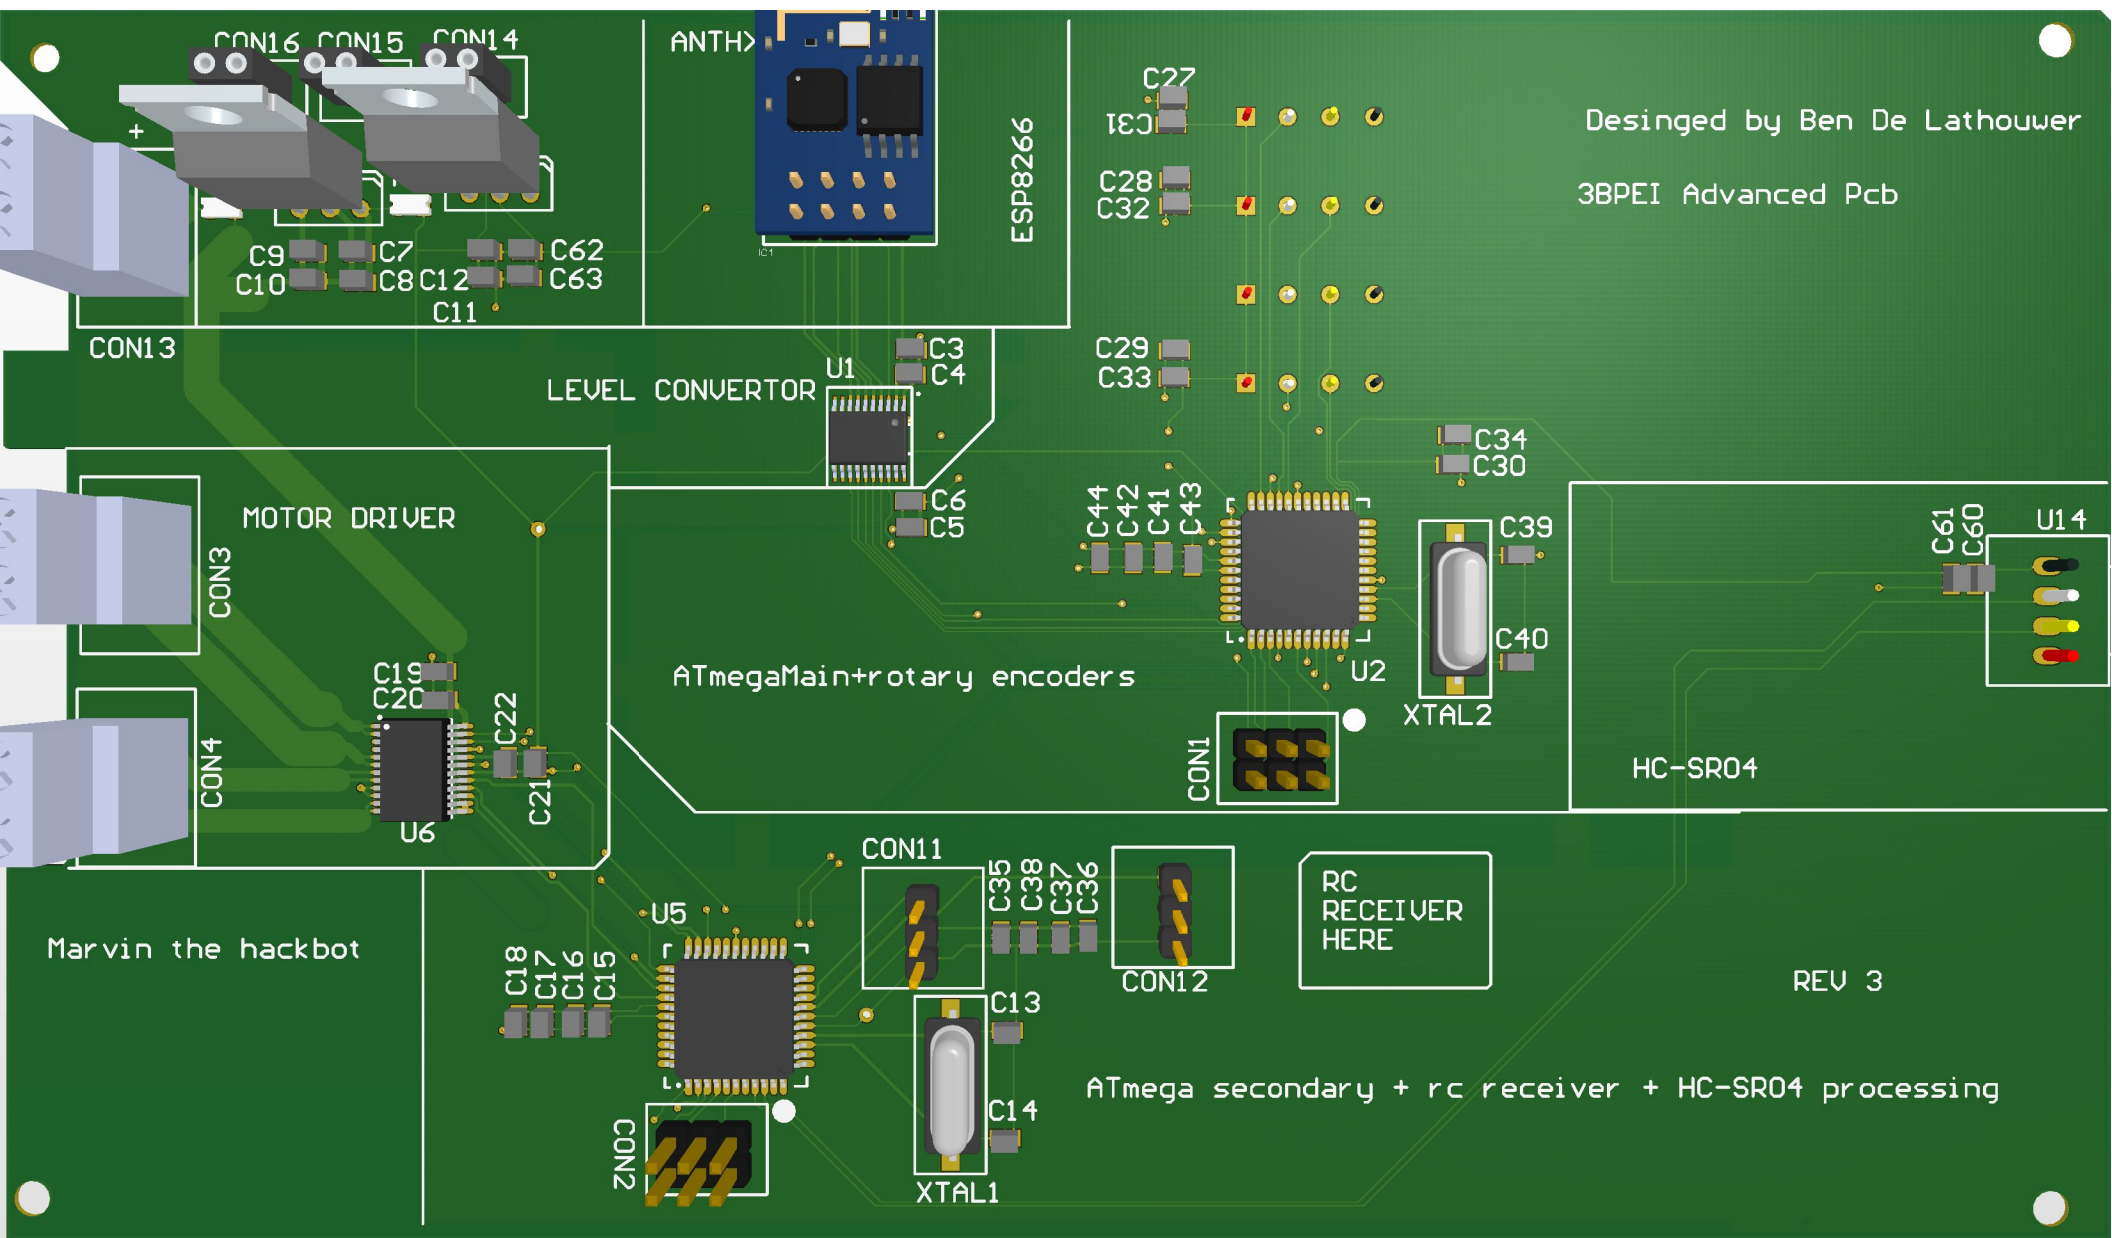 CON16 CON15 CON14
ANTH
C27
C31
Desinged by Ben De Lathouwer
+
ESP8266
C28
C32
3BPEI Advanced Pcb
C9 C7 C62
C10 C8 C12 C63
C11
IC1
CON13
C3
C4
U1
LEVEL CONVERTOR
C29
C33
C34
C30
C6
C5
MOTOR DRIVER
CON3
C44 C42 C41 C43
C39
C40
C61 C60
U14
ATmegaMain+rotary encoders
U2
XTAL2
C19
C20
C22
C21
CON4
U6
CON1
HC-SR04
CON11
C35 C38 C37 C36
CON12
RC
RECEIVER
HERE
U5
Marvin the hackbot
C18 C17 C16 C15
REV 3
C13
C14
ATmega secondary + rc receiver + HC-SR04 processing
CON2
XTAL1